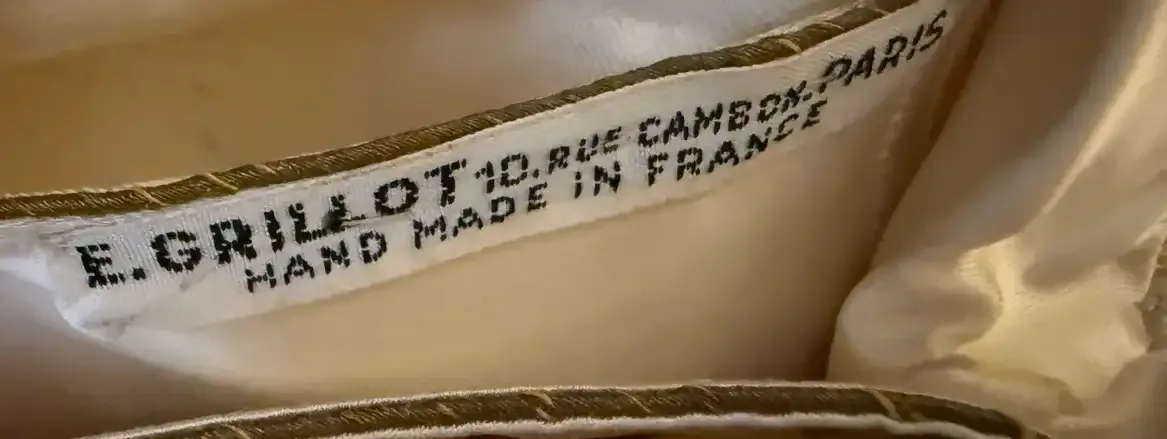 E. GRILLOT 10. RUE CAMBON. PARIS
HAND MADE IN FRANCE